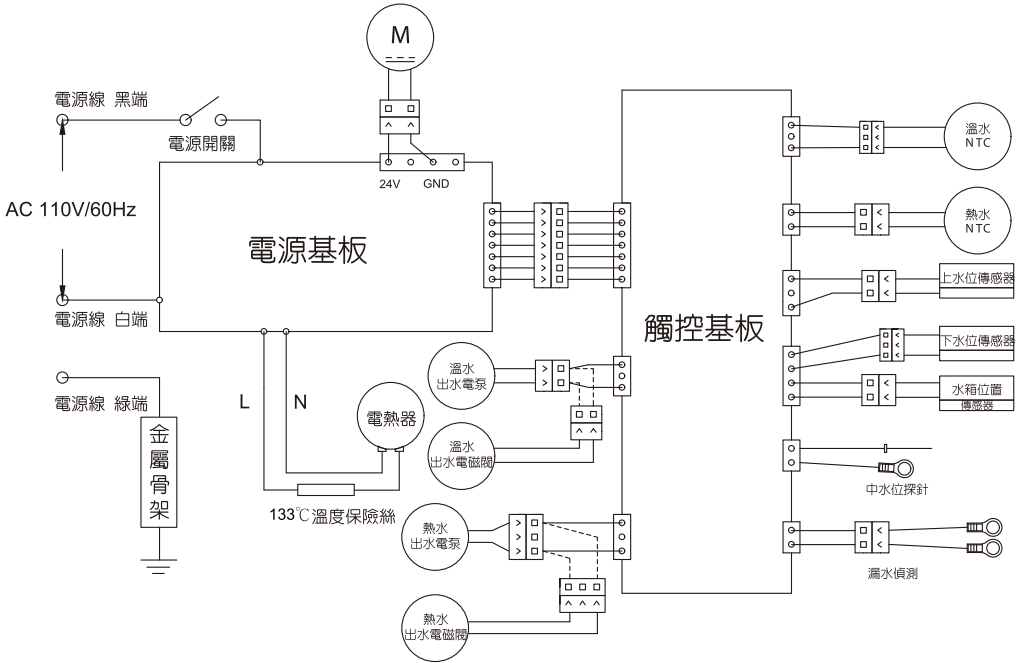 M
電源線 黑端
電源開關
24V
GND
AC 110V/60Hz
電源基板
電源線 白端
電源線 綠端
金屬骨架
L
N
電熱器
133℃溫度保險絲
觸控基板
溫水
出水電泵
溫水
出水電磁閥
熱水
出水電泵
熱水
出水電磁閥
溫水
NTC
熱水
NTC
上水位傳感器
下水位傳感器
水箱位置
傳感器
中水位探針
漏水偵測